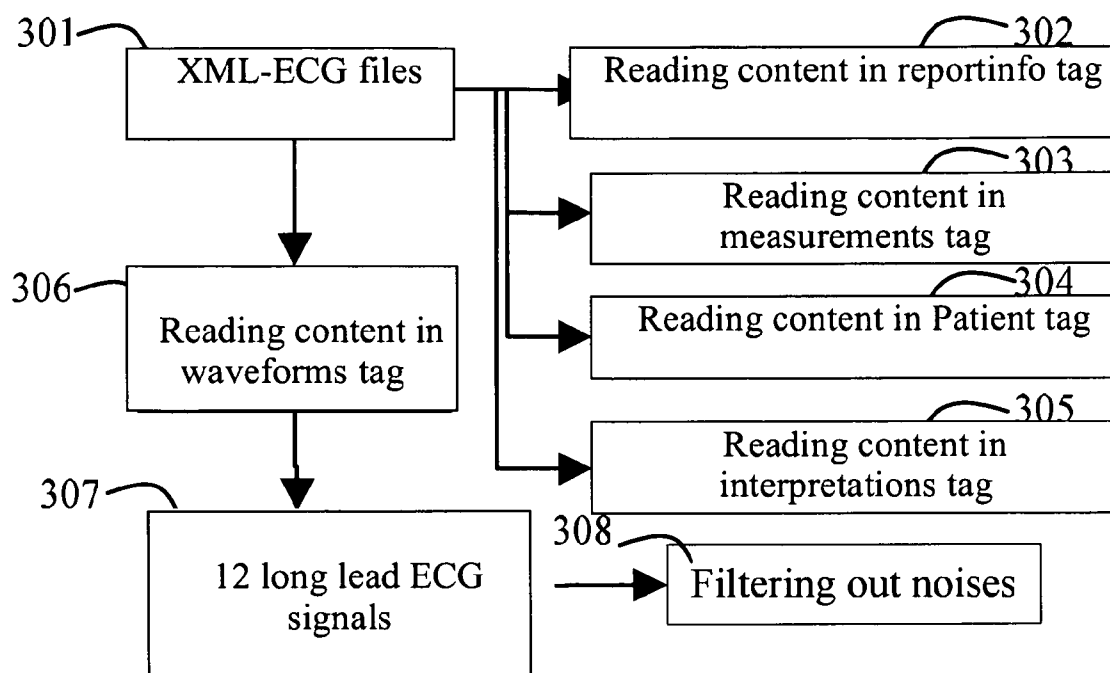 301
XML-ECG files
302
Reading content in reportinfo tag
303
Reading content in
measurements tag
304
Reading content in Patient tag
305
Reading content in
interpretations tag
306
Reading content in
waveforms tag
307
12 long lead ECG
signals
308
Filtering out noises